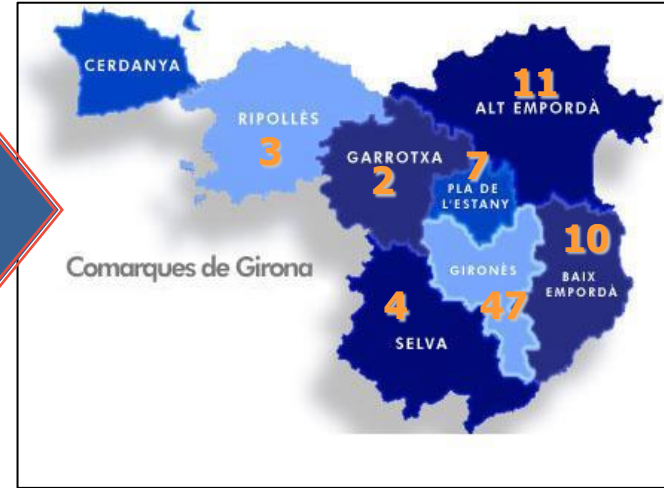 CERDANYA
11
ALT EMPORDÀ
RIPOLLÈS
3
GARROTXA
2
7
PLA DE
L'ESTANY
10
BAIX
EMPORDÀ
Comarques de Girona
GIRONÈS
47
4
SELVA